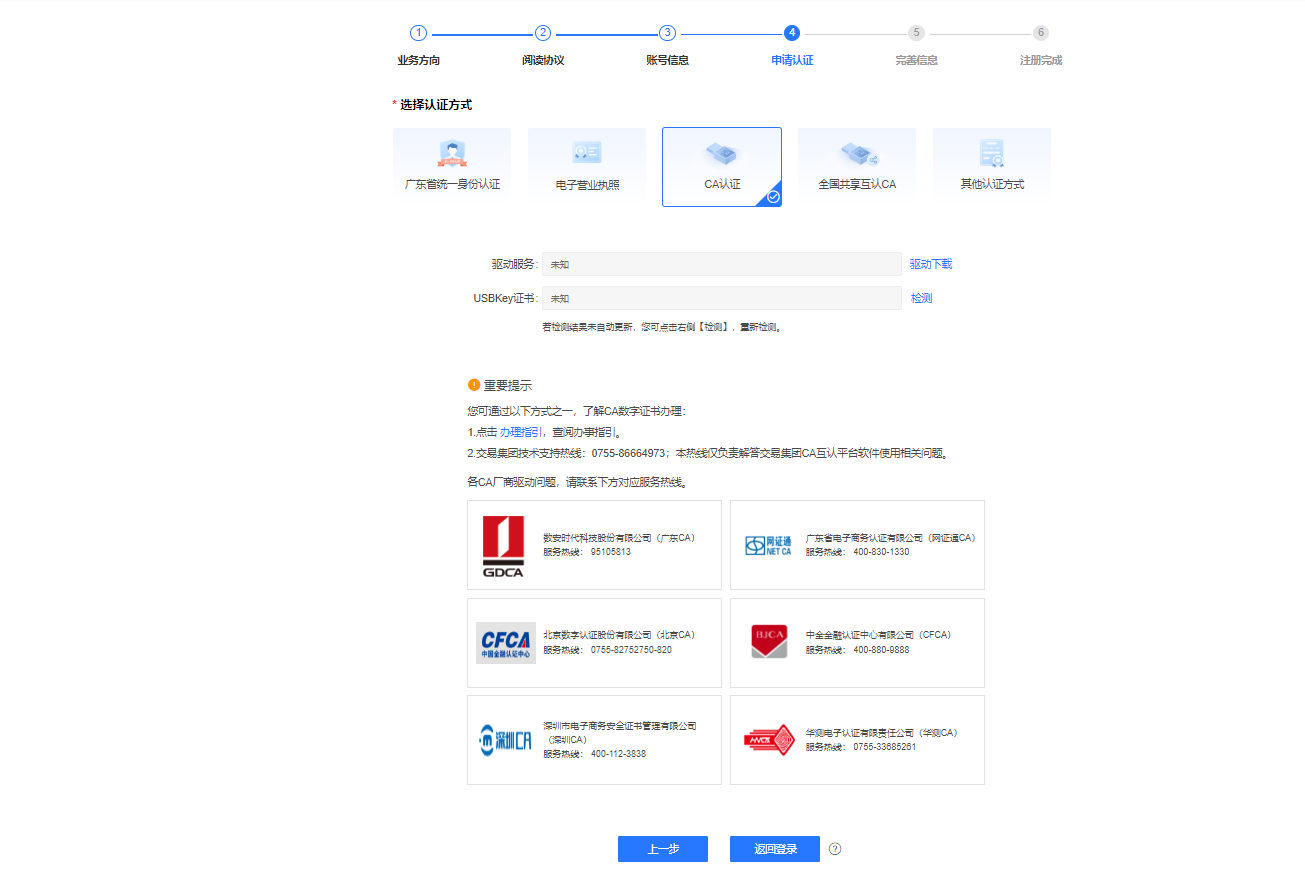 1
2
3
4
5
6
业务方向
阅读协议
账号信息
申请认证
完善信息
注册完成
* 选择认证方式
广东省统一身份认证
电子营业执照
CA认证
全国共享互认CA
其他认证方式
驱动服务: 未知 驱动下载
USBKey证书: 未知 检测
若检测结果未自动更新，您可点击右侧【检测】，重新检测。
重要提示
您可通过以下方式之一，了解CA数字证书办理：
1.点击 办理指引，查阅办事指引。
2.交易集团技术支持热线：0755-86664973；本热线仅负责解答交易集团CA互认平台软件使用相关问题。
各CA厂商驱动问题，请联系下方对应服务热线。
GDCA
数安时代科技股份有限公司（广东CA）
服务热线： 95105813
网证通
NET CA
广东省电子商务认证有限公司（网证通CA）
服务热线： 400-830-1330
CFCA
中国金融认证中心
北京数字认证股份有限公司（北京CA）
服务热线： 0755-82752750-820
BJCA
中金金融认证中心有限公司（CFCA）
服务热线： 400-880-9888
深圳CA
深圳市电子商务安全证书管理有限公司
（深圳CA）
服务热线： 400-112-3838
华测电子认证有限责任公司（华测CA）
服务热线： 0755-33685261
上一步
返回登录
?